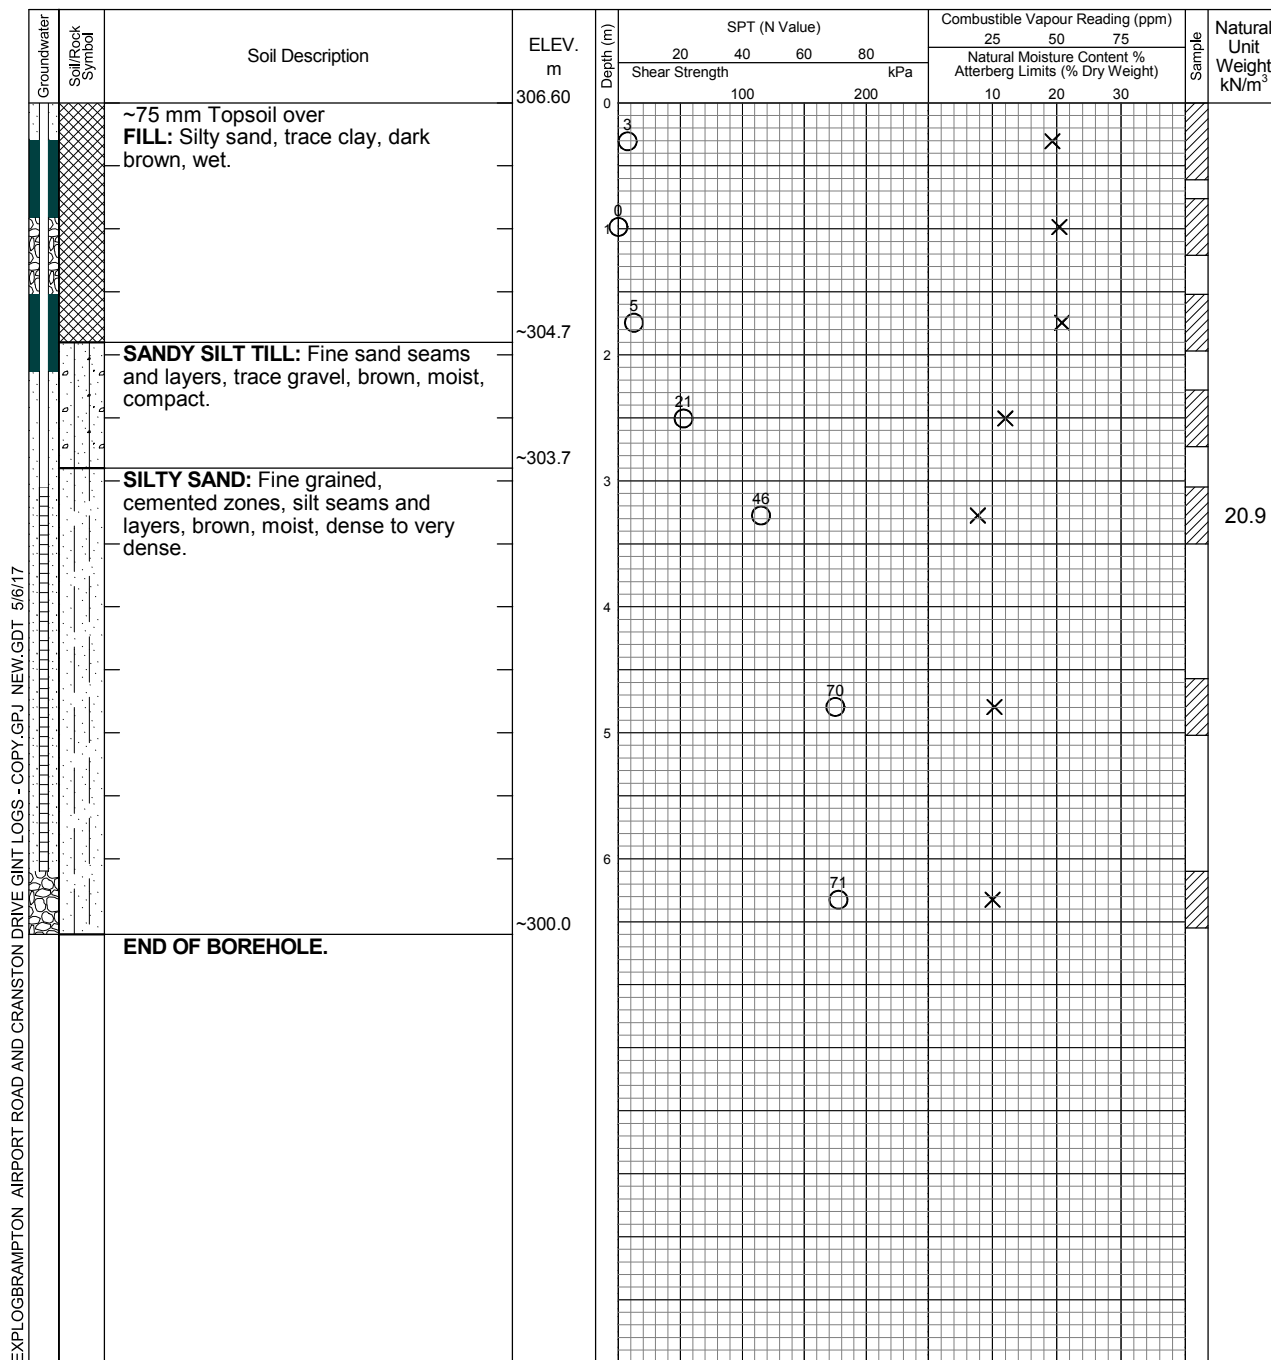 Groundwater
Soil/Rock
Symbol
Soil Description
ELEV.
m
306.60
Depth (m)
SPT (N Value)
20 40 60 80
Shear Strength kPa
100 200
Combustible Vapour Reading (ppm)
25 50 75
Natural Moisture Content %
Atterberg Limits (% Dry Weight)
10 20 30
Sample
Natural
Unit
Weight
kN/m³
0
~75 mm Topsoil over
FILL: Silty sand, trace clay, dark
brown, wet.
3
0
1
5
~304.7
SANDY SILT TILL: Fine sand seams
and layers, trace gravel, brown, moist,
compact.
2
21
~303.7
SILTY SAND: Fine grained,
cemented zones, silt seams and
layers, brown, moist, dense to very
dense.
3
46
20.9
4
70
5
6
71
~300.0
END OF BOREHOLE.
EXPLOGBRAMPTON AIRPORT ROAD AND CRANSTON DRIVE GINT LOGS - COPY.GPJ NEW.GDT 5/6/17